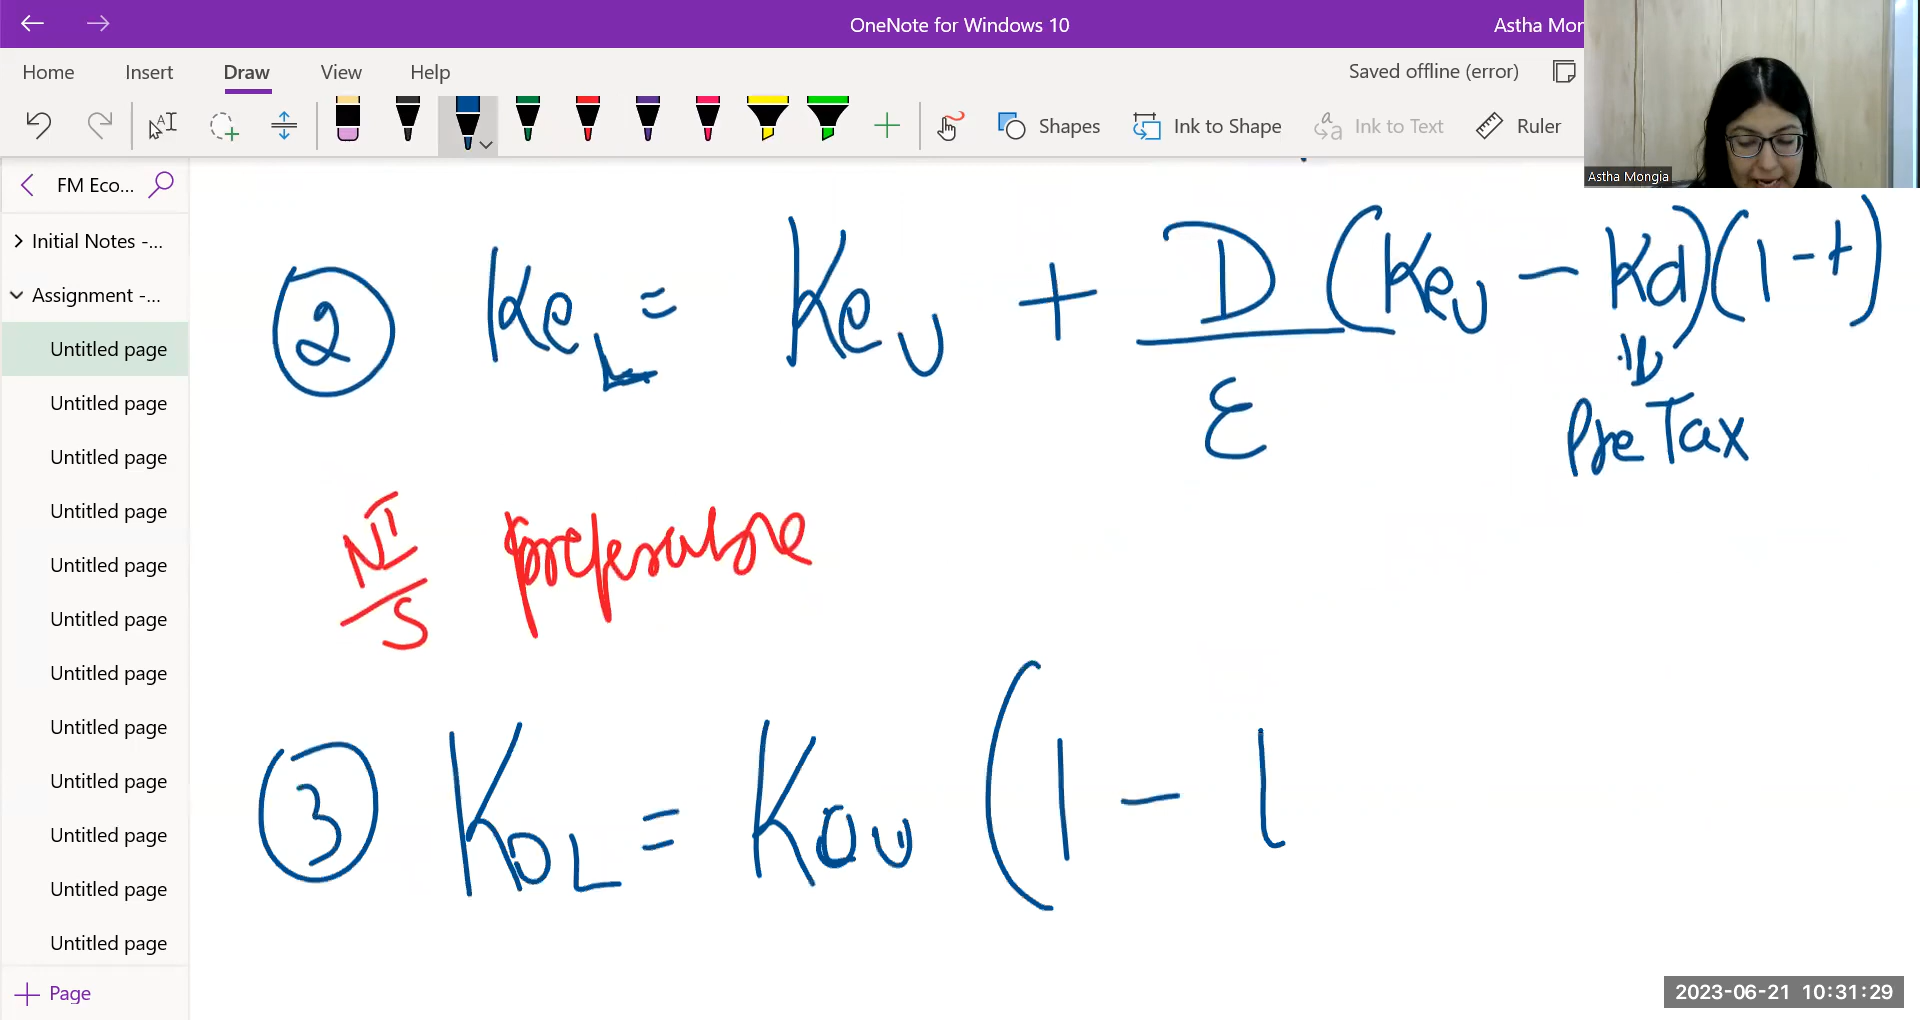 OneNote for Windows 10
Astha Mon
Home Insert Draw View Help
Saved offline (error)
Shapes Ink to Shape Ink to Text Ruler
Astha Mongia
FM Eco...
Initial Notes -...
Assignment -...
Untitled page
Untitled page
Untitled page
Untitled page
Untitled page
Untitled page
Untitled page
Untitled page
Untitled page
Untitled page
Untitled page
Untitled page
Page
② KeL = KeU + D/E (KeU - Kd)(1-t)
Pre Tax
NI/S preferable
③ KOL = KOU (1 - L
2023-06-21 10:31:29